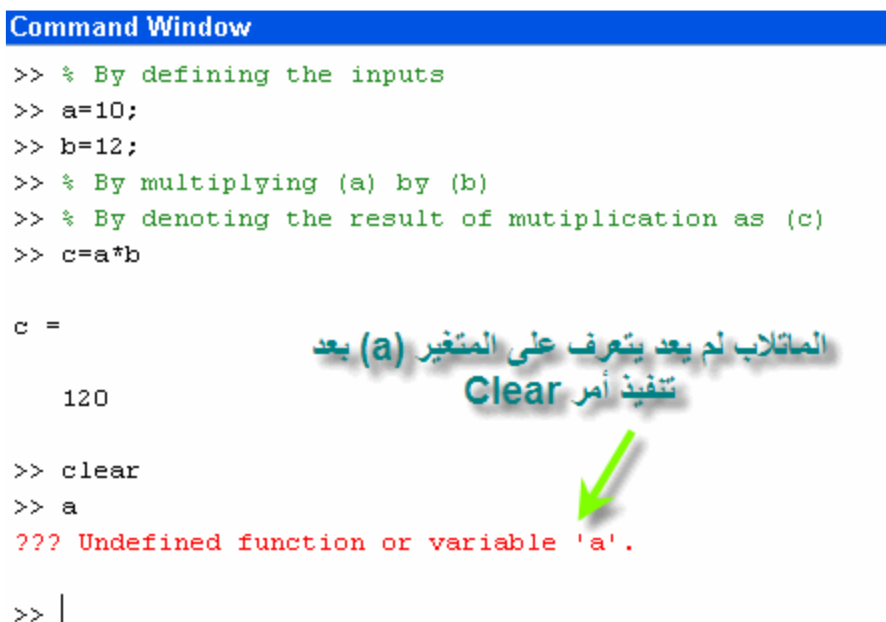 Command Window
>> % By defining the inputs
>> a=10;
>> b=12;
>> % By multiplying (a) by (b)
>> % By denoting the result of mutiplication as (c)
>> c=a*b
c =
الماتلاب لم يعد يتعرف على المتغير (a) بعد
تنفيذ أمر Clear
120
>> clear
>> a
??? Undefined function or variable 'a'.
>>